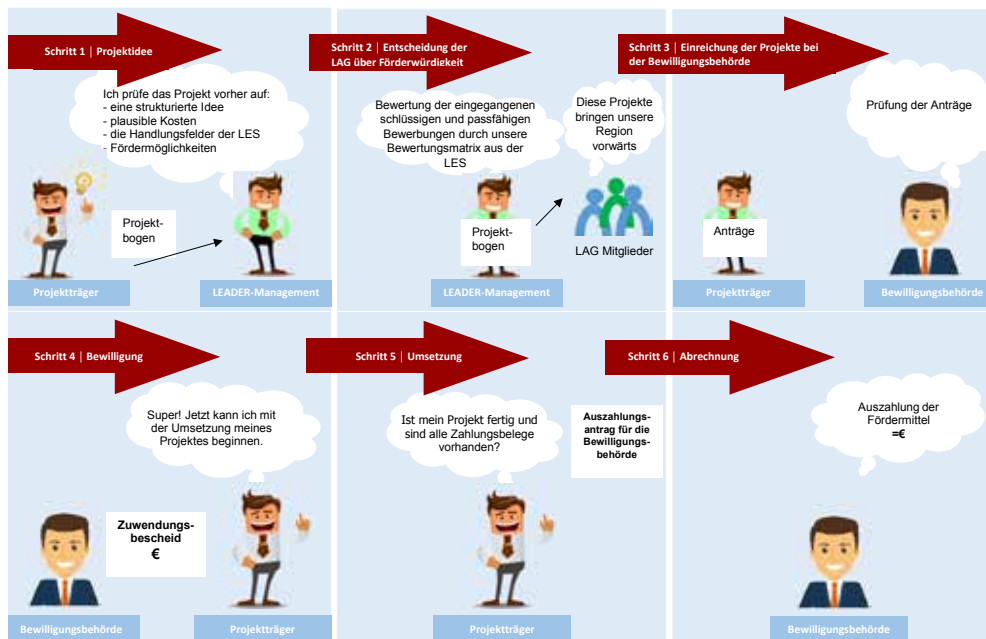 Schritt 1 | Projektidee
Ich prüfe das Projekt vorher auf:
- eine strukturierte Idee
- plausible Kosten
- die Handlungsfelder der LES
- Fördermöglichkeiten
Projekt-
bogen
Projektträger
LEADER-Management
Schritt 2 | Entscheidung der
LAG über Förderwürdigkeit
Bewertung der eingegangenen
schlüssigen und passfähigen
Bewerbungen durch unsere
Bewertungsmatrix aus der
LES
Diese Projekte
bringen unsere
Region
vorwärts
Projekt-
bogen
LAG Mitglieder
LEADER-Management
Schritt 3 | Einreichung der Projekte bei
der Bewilligungsbehörde
Prüfung der Anträge
Anträge
Projektträger
Bewilligungsbehörde
Schritt 4 | Bewilligung
Super! Jetzt kann ich mit
der Umsetzung meines
Projektes beginnen.
Zuwendungs-
bescheid
€
Bewilligungsbehörde
Projektträger
Schritt 5 | Umsetzung
Ist mein Projekt fertig und
sind alle Zahlungsbelege
vorhanden?
Auszahlungs-
antrag für die
Bewilligungs-
behörde
Projektträger
Schritt 6 | Abrechnung
Auszahlung der
Fördermittel
=€
Bewilligungsbehörde